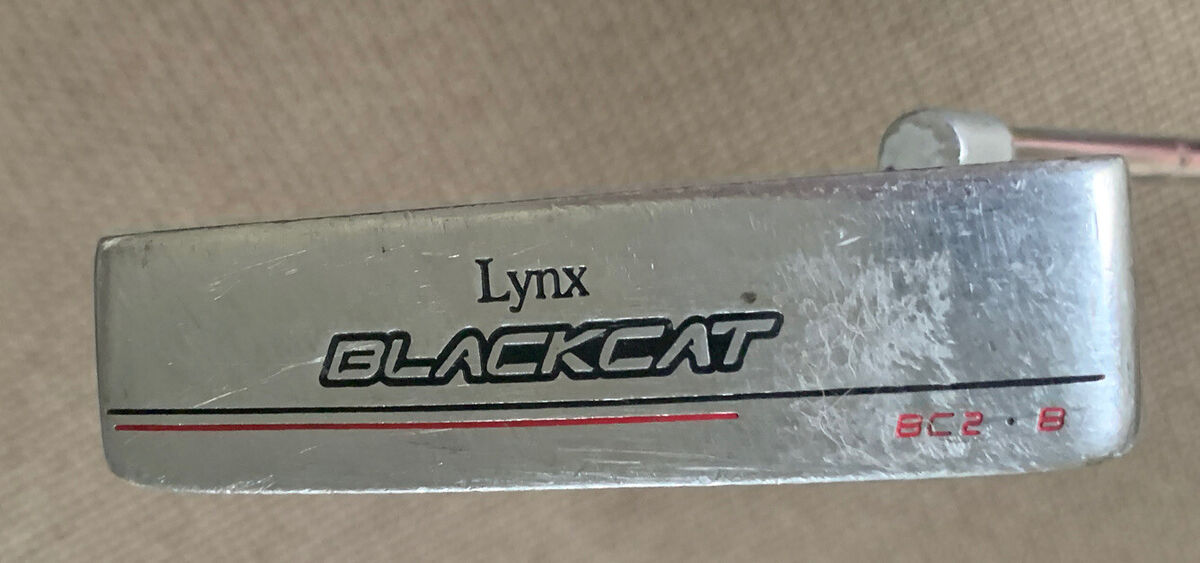 Lynx
BLACKCAT
BC2 · B